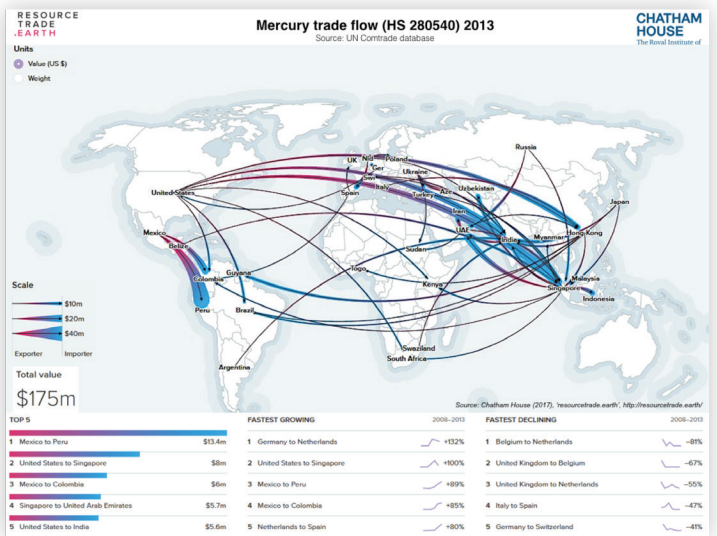 RESOURCE
TRADE
.EARTH
Mercury trade flow (HS 280540) 2013
Source: UN Comtrade database
CHATHAM
HOUSE
The Royal Institute of
Units
Value (US $)
Weight
UK
Nld
Poland
Ger
Swi
Ukraine
Russia
United States
Spain
Italy
Turkey
Aze
Uzbekistan
Japan
Iran
Mexico
Belize
UAE
India
Myanmar
Hong Kong
Sudan
Colombia
Guyana
Togo
Kenya
Malaysia
Singapore
Indonesia
Peru
Brazil
Swaziland
South Africa
Argentina
Scale
$10m
$20m
$40m
Exporter Importer
Total value
$175m
Source: Chatham House (2017), 'resourcetrade.earth', http://resourcetrade.earth/
TOP 5
1 Mexico to Peru $13.4m
2 United States to Singapore $8m
3 Mexico to Colombia $6m
4 Singapore to United Arab Emirates $5.7m
5 United States to India $5.6m
FASTEST GROWING 2008–2013
1 Germany to Netherlands +132%
2 United States to Singapore +100%
3 Mexico to Peru +89%
4 Mexico to Colombia +85%
5 Netherlands to Spain +80%
FASTEST DECLINING 2008–2013
1 Belgium to Netherlands –81%
2 United Kingdom to Belgium –67%
3 United Kingdom to Netherlands –55%
4 Italy to Spain –47%
5 Germany to Switzerland –41%